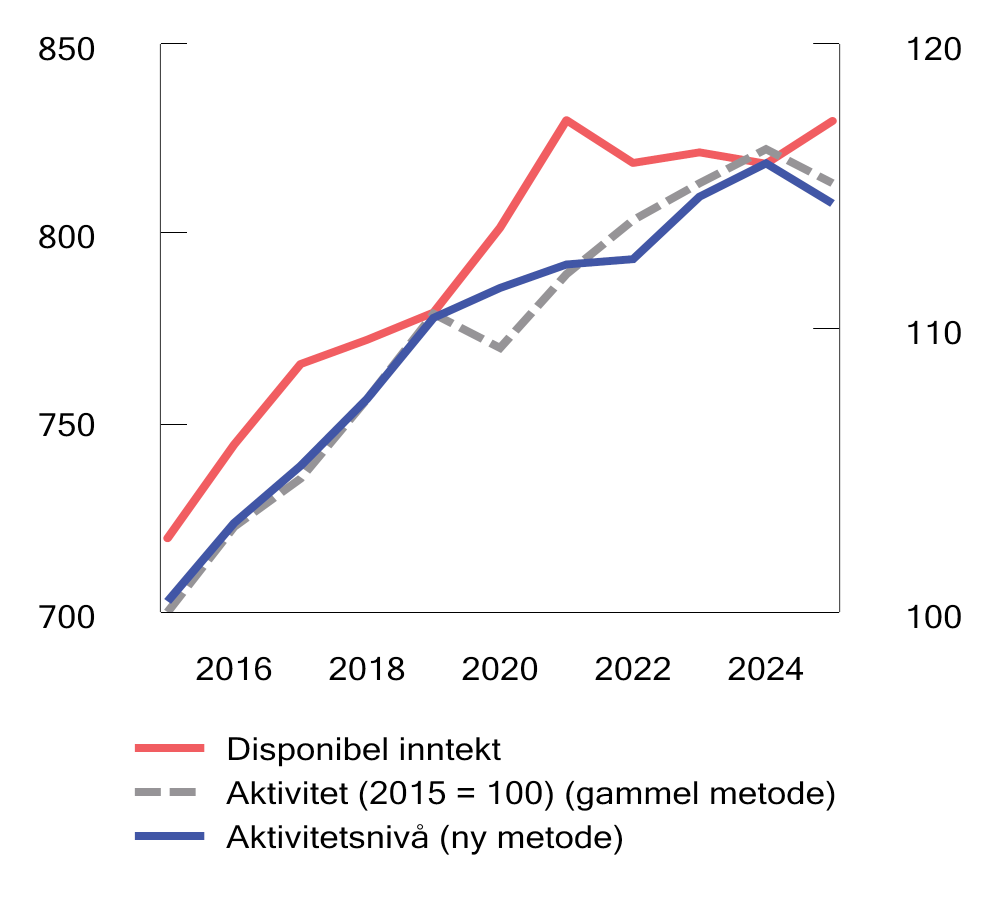 850
120
800
110
750
700
100
2016 2018 2020 2022 2024
Disponibel inntekt
Aktivitet (2015 = 100) (gammel metode)
Aktivitetsnivå (ny metode)